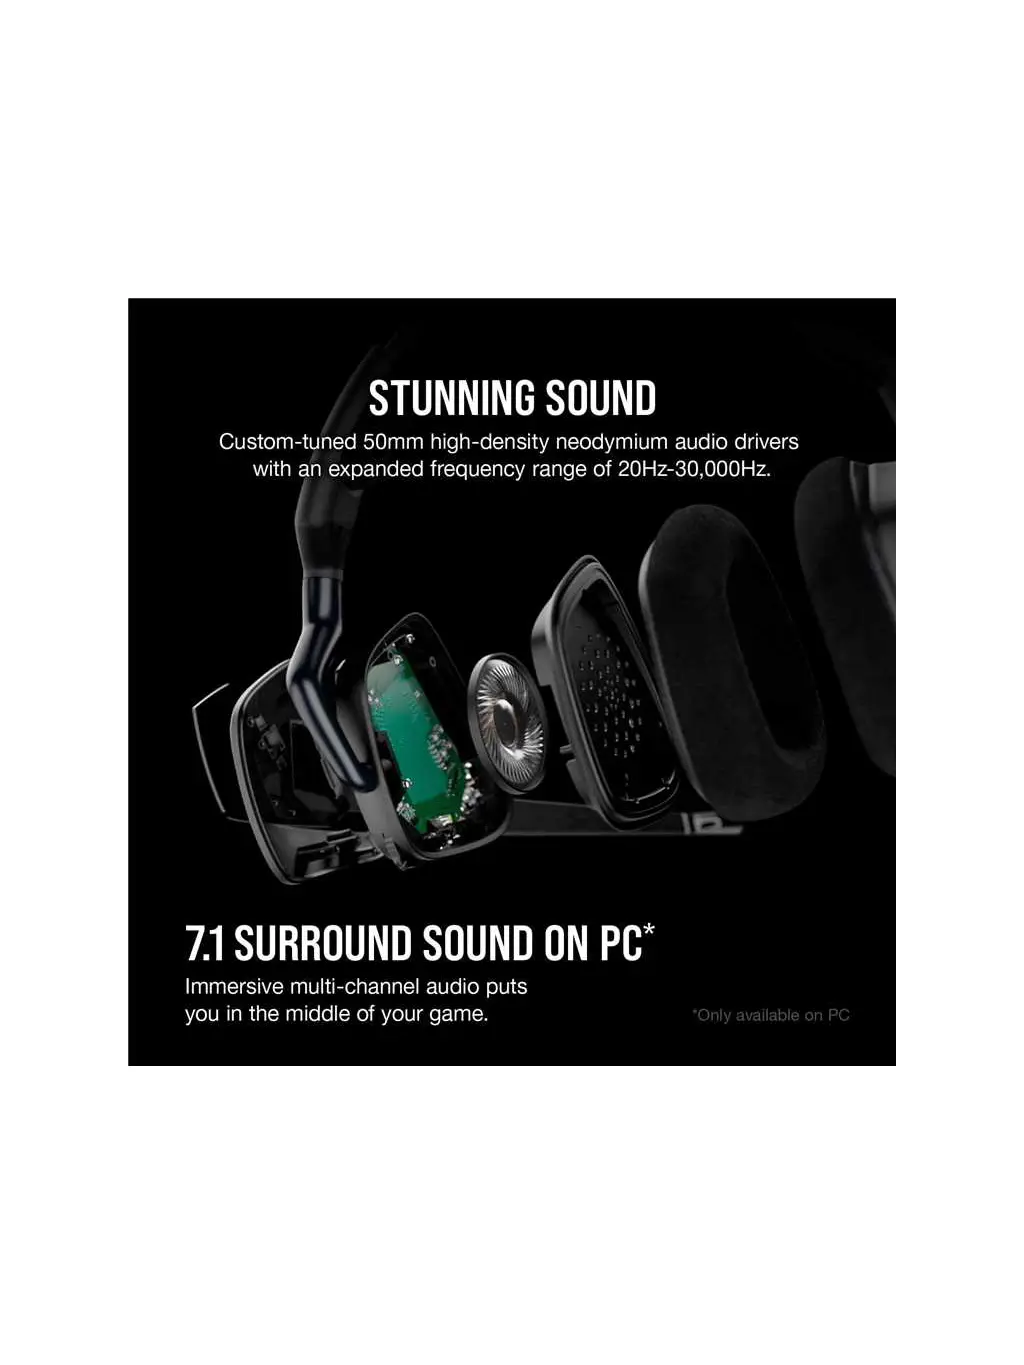 STUNNING SOUND
Custom-tuned 50mm high-density neodymium audio drivers
with an expanded frequency range of 20Hz-30,000Hz.
7.1 SURROUND SOUND ON PC*
Immersive multi-channel audio puts
you in the middle of your game.
*Only available on PC